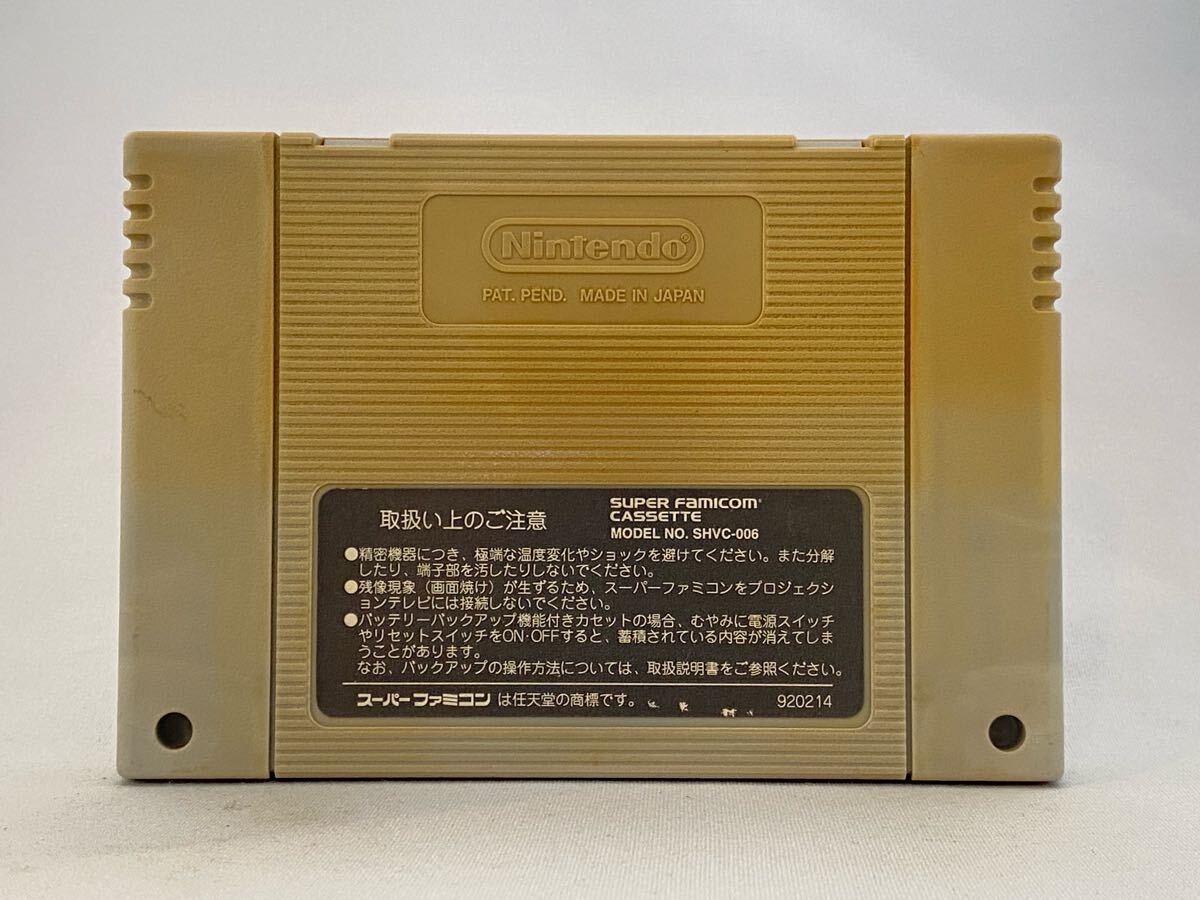 Nintendo®
PAT. PEND. MADE IN JAPAN
取扱い上のご注意
SUPER FAMICOM®
CASSETTE
MODEL NO. SHVC-006
●精密機器につき、極端な温度変化やショックを避けてください。また分解
したり、端子部を汚したりしないでください。
●残像現象（画面焼け）が生ずるため、スーパーファミコンをプロジェクシ
ョンテレビには接続しないでください。
●バッテリーバックアップ機能付きカセットの場合、むやみに電源スイッチ
やリセットスイッチをON·OFFすると、蓄積されている内容が消えてしま
うことがあります。
なお、バックアップの操作方法については、取扱説明書をご参照ください。
スーパーファミコン は任天堂の商標です。
920214